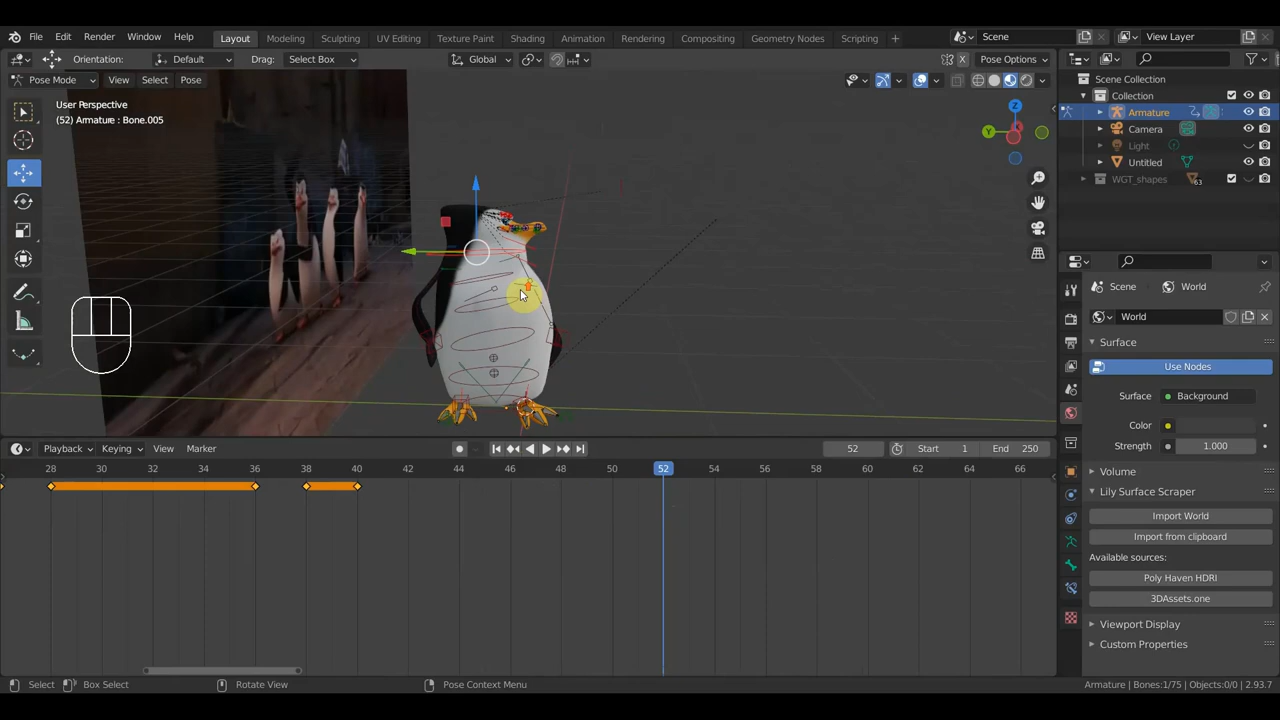 File Edit Render Window Help Layout Modeling Sculpting UV Editing Texture Paint Shading Animation Rendering Compositing Geometry Nodes Scripting + Scene View Layer
Orientation: Default Drag: Select Box Global Pose Options
Pose Mode View Select Pose
Scene Collection
Collection
Armature
Camera
Light
Untitled
WGT_shapes 63
User Perspective
(52) Armature : Bone.005
Z
Y
X
Scene World
World
Surface
Use Nodes
Surface Background
Color
Strength 1.000
Volume
Lily Surface Scraper
Import World
Import from clipboard
Available sources:
Poly Haven HDRI
3DAssets.one
Viewport Display
Custom Properties
Playback Keying View Marker 52 Start 1 End 250
28 30 32 34 36 38 40 42 44 46 48 50 52 54 56 58 60 62 64 66
Select Box Select Rotate View Pose Context Menu Armature | Bones:1/75 | Objects:0/0 | 2.93.7